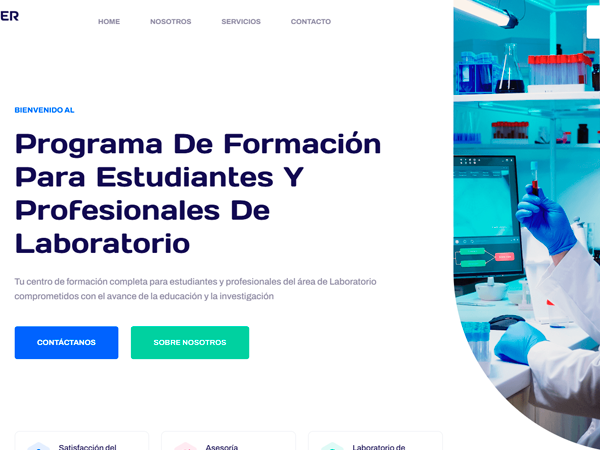 ER
HOME NOSOTROS SERVICIOS CONTACTO
BIENVENIDO AL
Programa De Formación
Para Estudiantes Y
Profesionales De
Laboratorio
Tu centro de formación completa para estudiantes y profesionales del área de Laboratorio
comprometidos con el avance de la educación y la investigación
CONTÁCTANOS SOBRE NOSOTROS
Satisfacción del Asesoría Laboratorio de